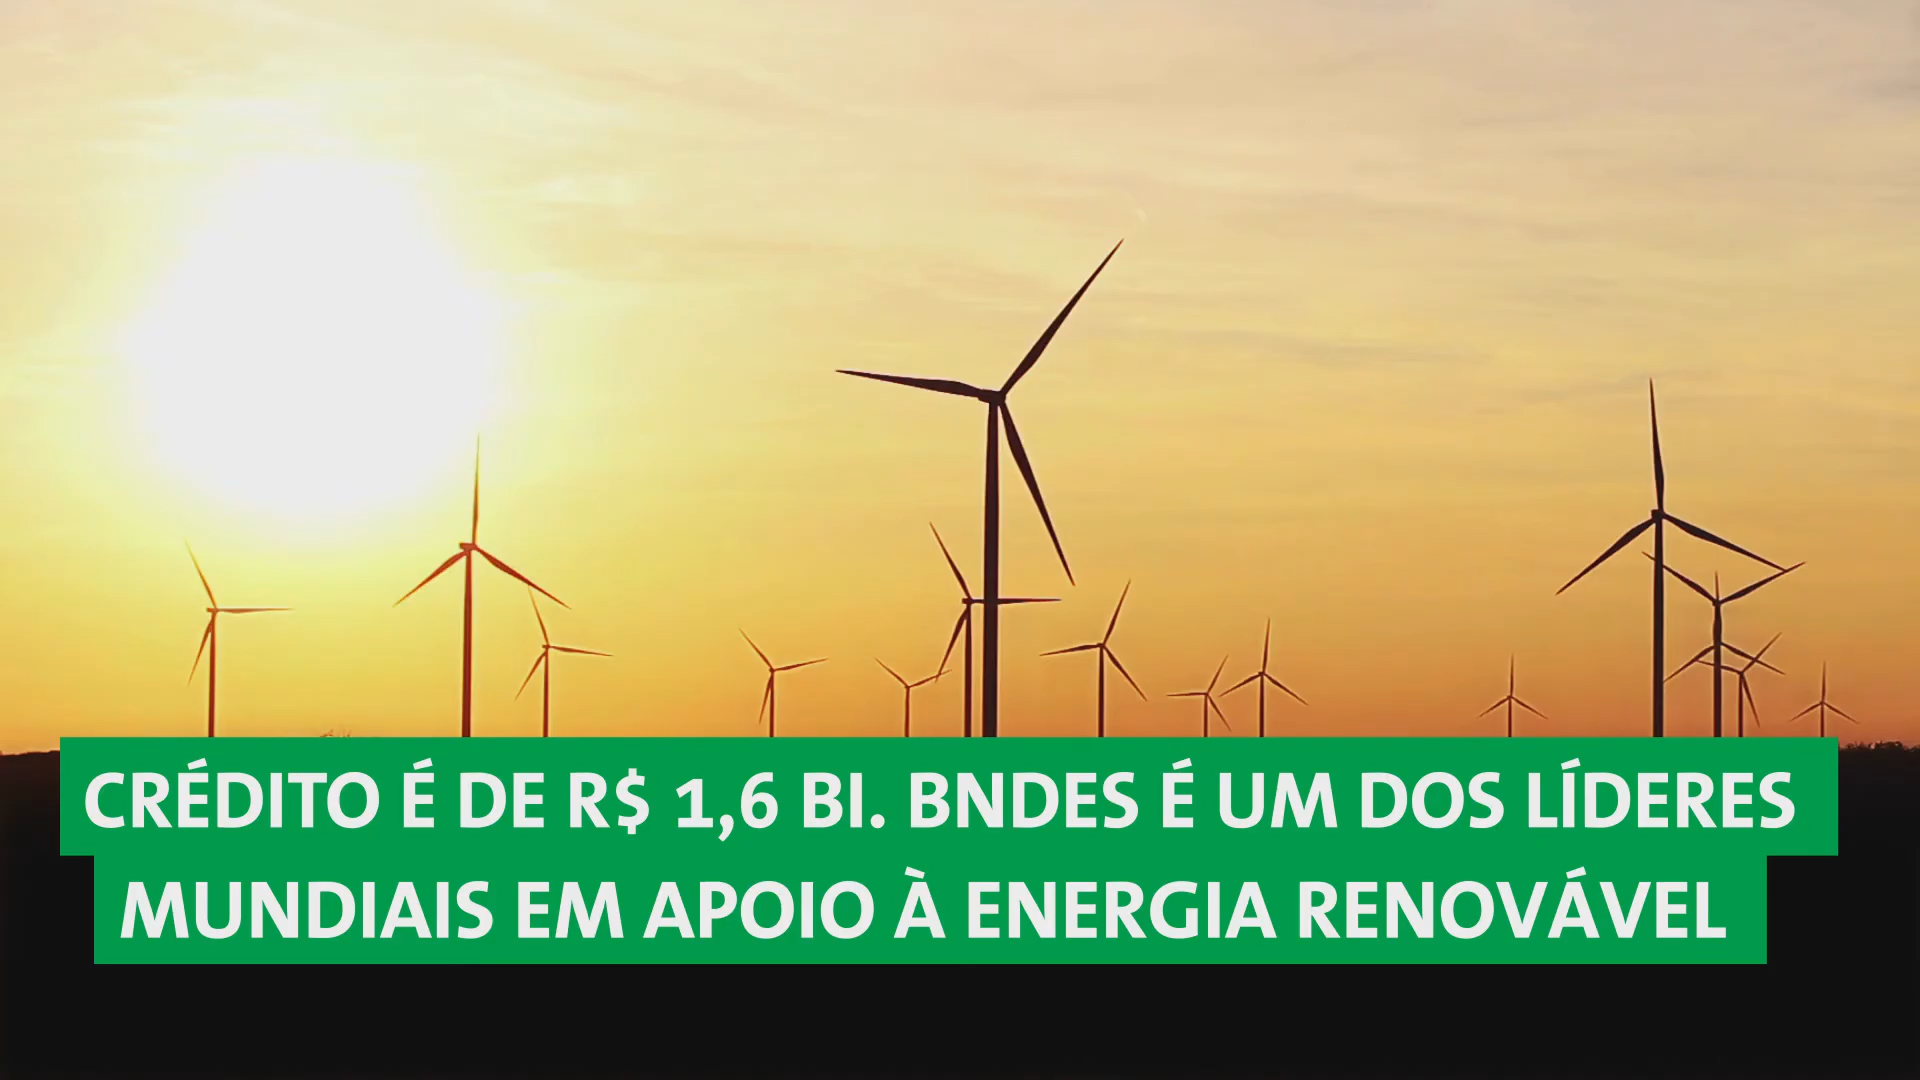 CRÉDITO É DE R$ 1,6 BI. BNDES É UM DOS LÍDERES
MUNDIAIS EM APOIO À ENERGIA RENOVÁVEL